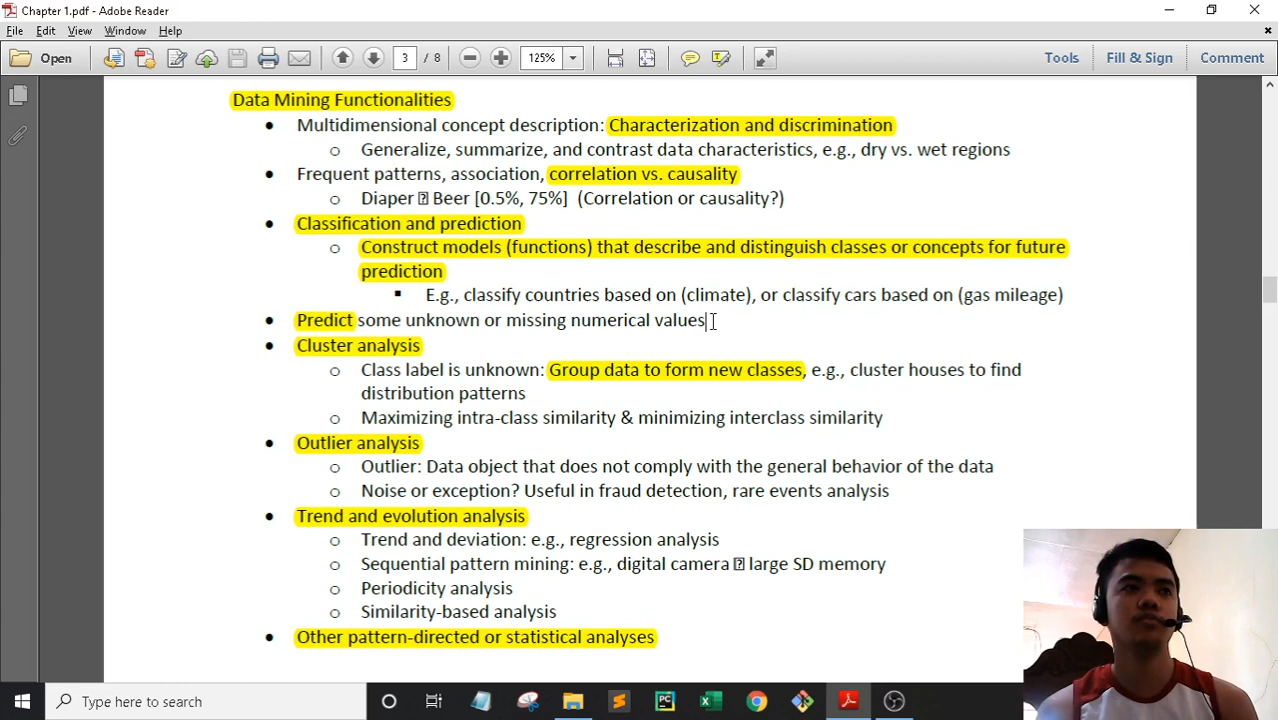 Chapter 1.pdf - Adobe Reader
File Edit View Window Help
Open 3 / 8 125% Tools Fill & Sign Comment
Data Mining Functionalities
• Multidimensional concept description: Characterization and discrimination
o Generalize, summarize, and contrast data characteristics, e.g., dry vs. wet regions
• Frequent patterns, association, correlation vs. causality
o Diaper Beer [0.5%, 75%] (Correlation or causality?)
• Classification and prediction
o Construct models (functions) that describe and distinguish classes or concepts for future
prediction
▪ E.g., classify countries based on (climate), or classify cars based on (gas mileage)
• Predict some unknown or missing numerical values
• Cluster analysis
o Class label is unknown: Group data to form new classes, e.g., cluster houses to find
distribution patterns
o Maximizing intra-class similarity & minimizing interclass similarity
• Outlier analysis
o Outlier: Data object that does not comply with the general behavior of the data
o Noise or exception? Useful in fraud detection, rare events analysis
• Trend and evolution analysis
o Trend and deviation: e.g., regression analysis
o Sequential pattern mining: e.g., digital camera large SD memory
o Periodicity analysis
o Similarity-based analysis
• Other pattern-directed or statistical analyses
Type here to search